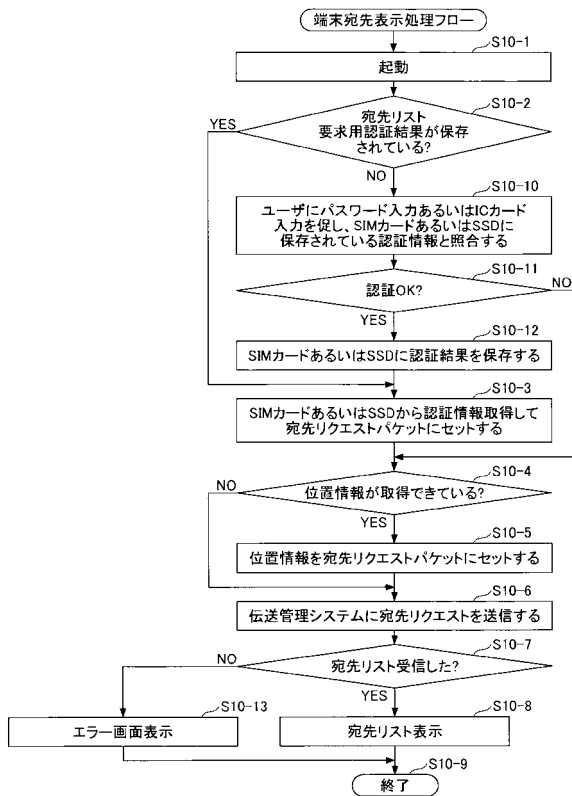 端末宛先表示処理フロー
S10-1
起動
S10-2
宛先リスト
要求用認証結果が保存
されている?
YES
NO
S10-10
ユーザにパスワード入力あるいはICカード
入力を促し、SIMカードあるいはSSDに
保存されている認証情報と照合する
S10-11
認証OK?
NO
YES
S10-12
SIMカードあるいはSSDに認証結果を保存する
S10-3
SIMカードあるいはSSDから認証情報取得して
宛先リクエストパケットにセットする
S10-4
NO
位置情報が取得できている?
YES
S10-5
位置情報を宛先リクエストパケットにセットする
S10-6
伝送管理システムに宛先リクエストを送信する
S10-7
NO
宛先リスト受信した?
YES
S10-13
S10-8
エラー画面表示
宛先リスト表示
S10-9
終了